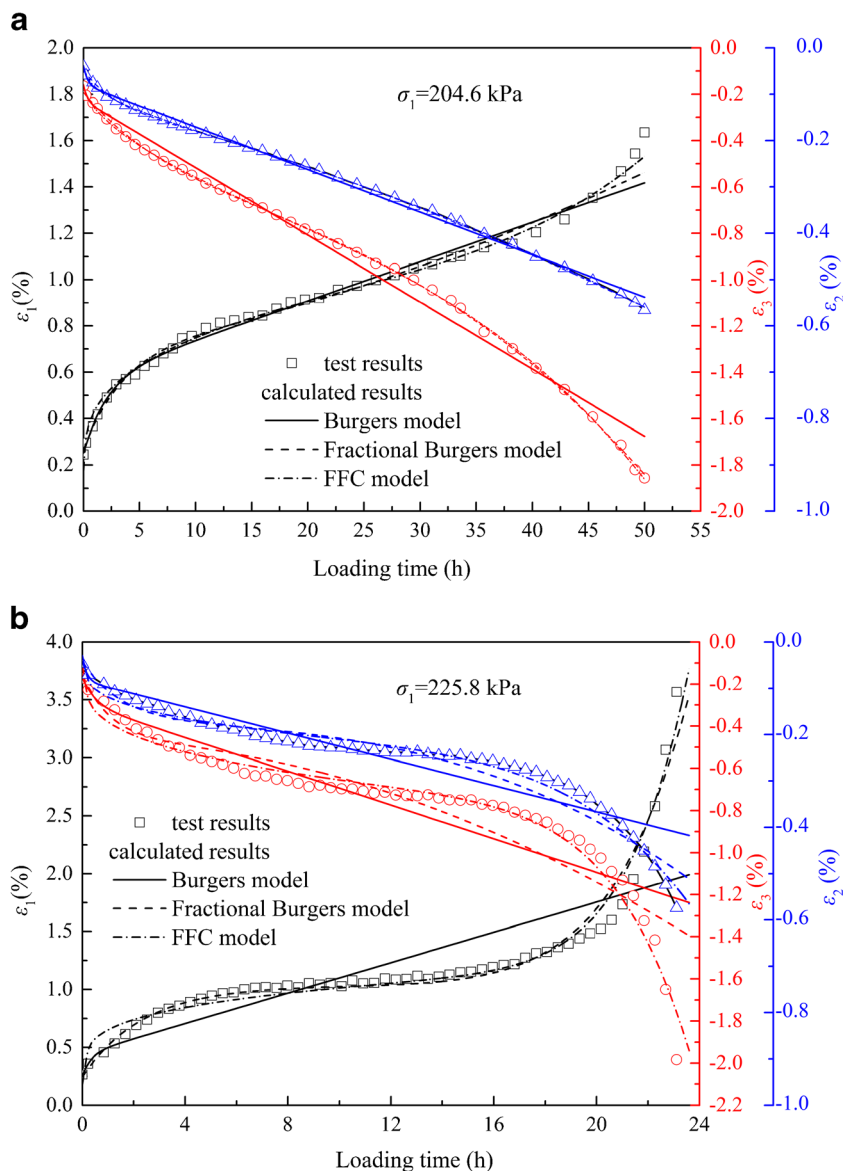 a
2.0
1.8
1.6
1.4
1.2
1.0
0.8
0.6
0.4
0.2
0.0
ε1(%)
σ1=204.6 kPa
test results
calculated results
Burgers model
Fractional Burgers model
FFC model
0 5 10 15 20 25 30 35 40 45 50 55
Loading time (h)
0.0
-0.2
-0.4
-0.6
-0.8
-1.0
-1.2
-1.4
-1.6
-1.8
-2.0
ε3 (%)
0.0
-0.2
-0.4
-0.6
-0.8
-1.0
ε2 (%)
b
4.0
3.5
3.0
2.5
2.0
1.5
1.0
0.5
0.0
ε1(%)
σ1=225.8 kPa
test results
calculated results
Burgers model
Fractional Burgers model
FFC model
0 4 8 12 16 20 24
Loading time (h)
0.0
-0.2
-0.4
-0.6
-0.8
-1.0
-1.2
-1.4
-1.6
-1.8
-2.0
-2.2
ε3 (%)
0.0
-0.2
-0.4
-0.6
-0.8
-1.0
ε2 (%)